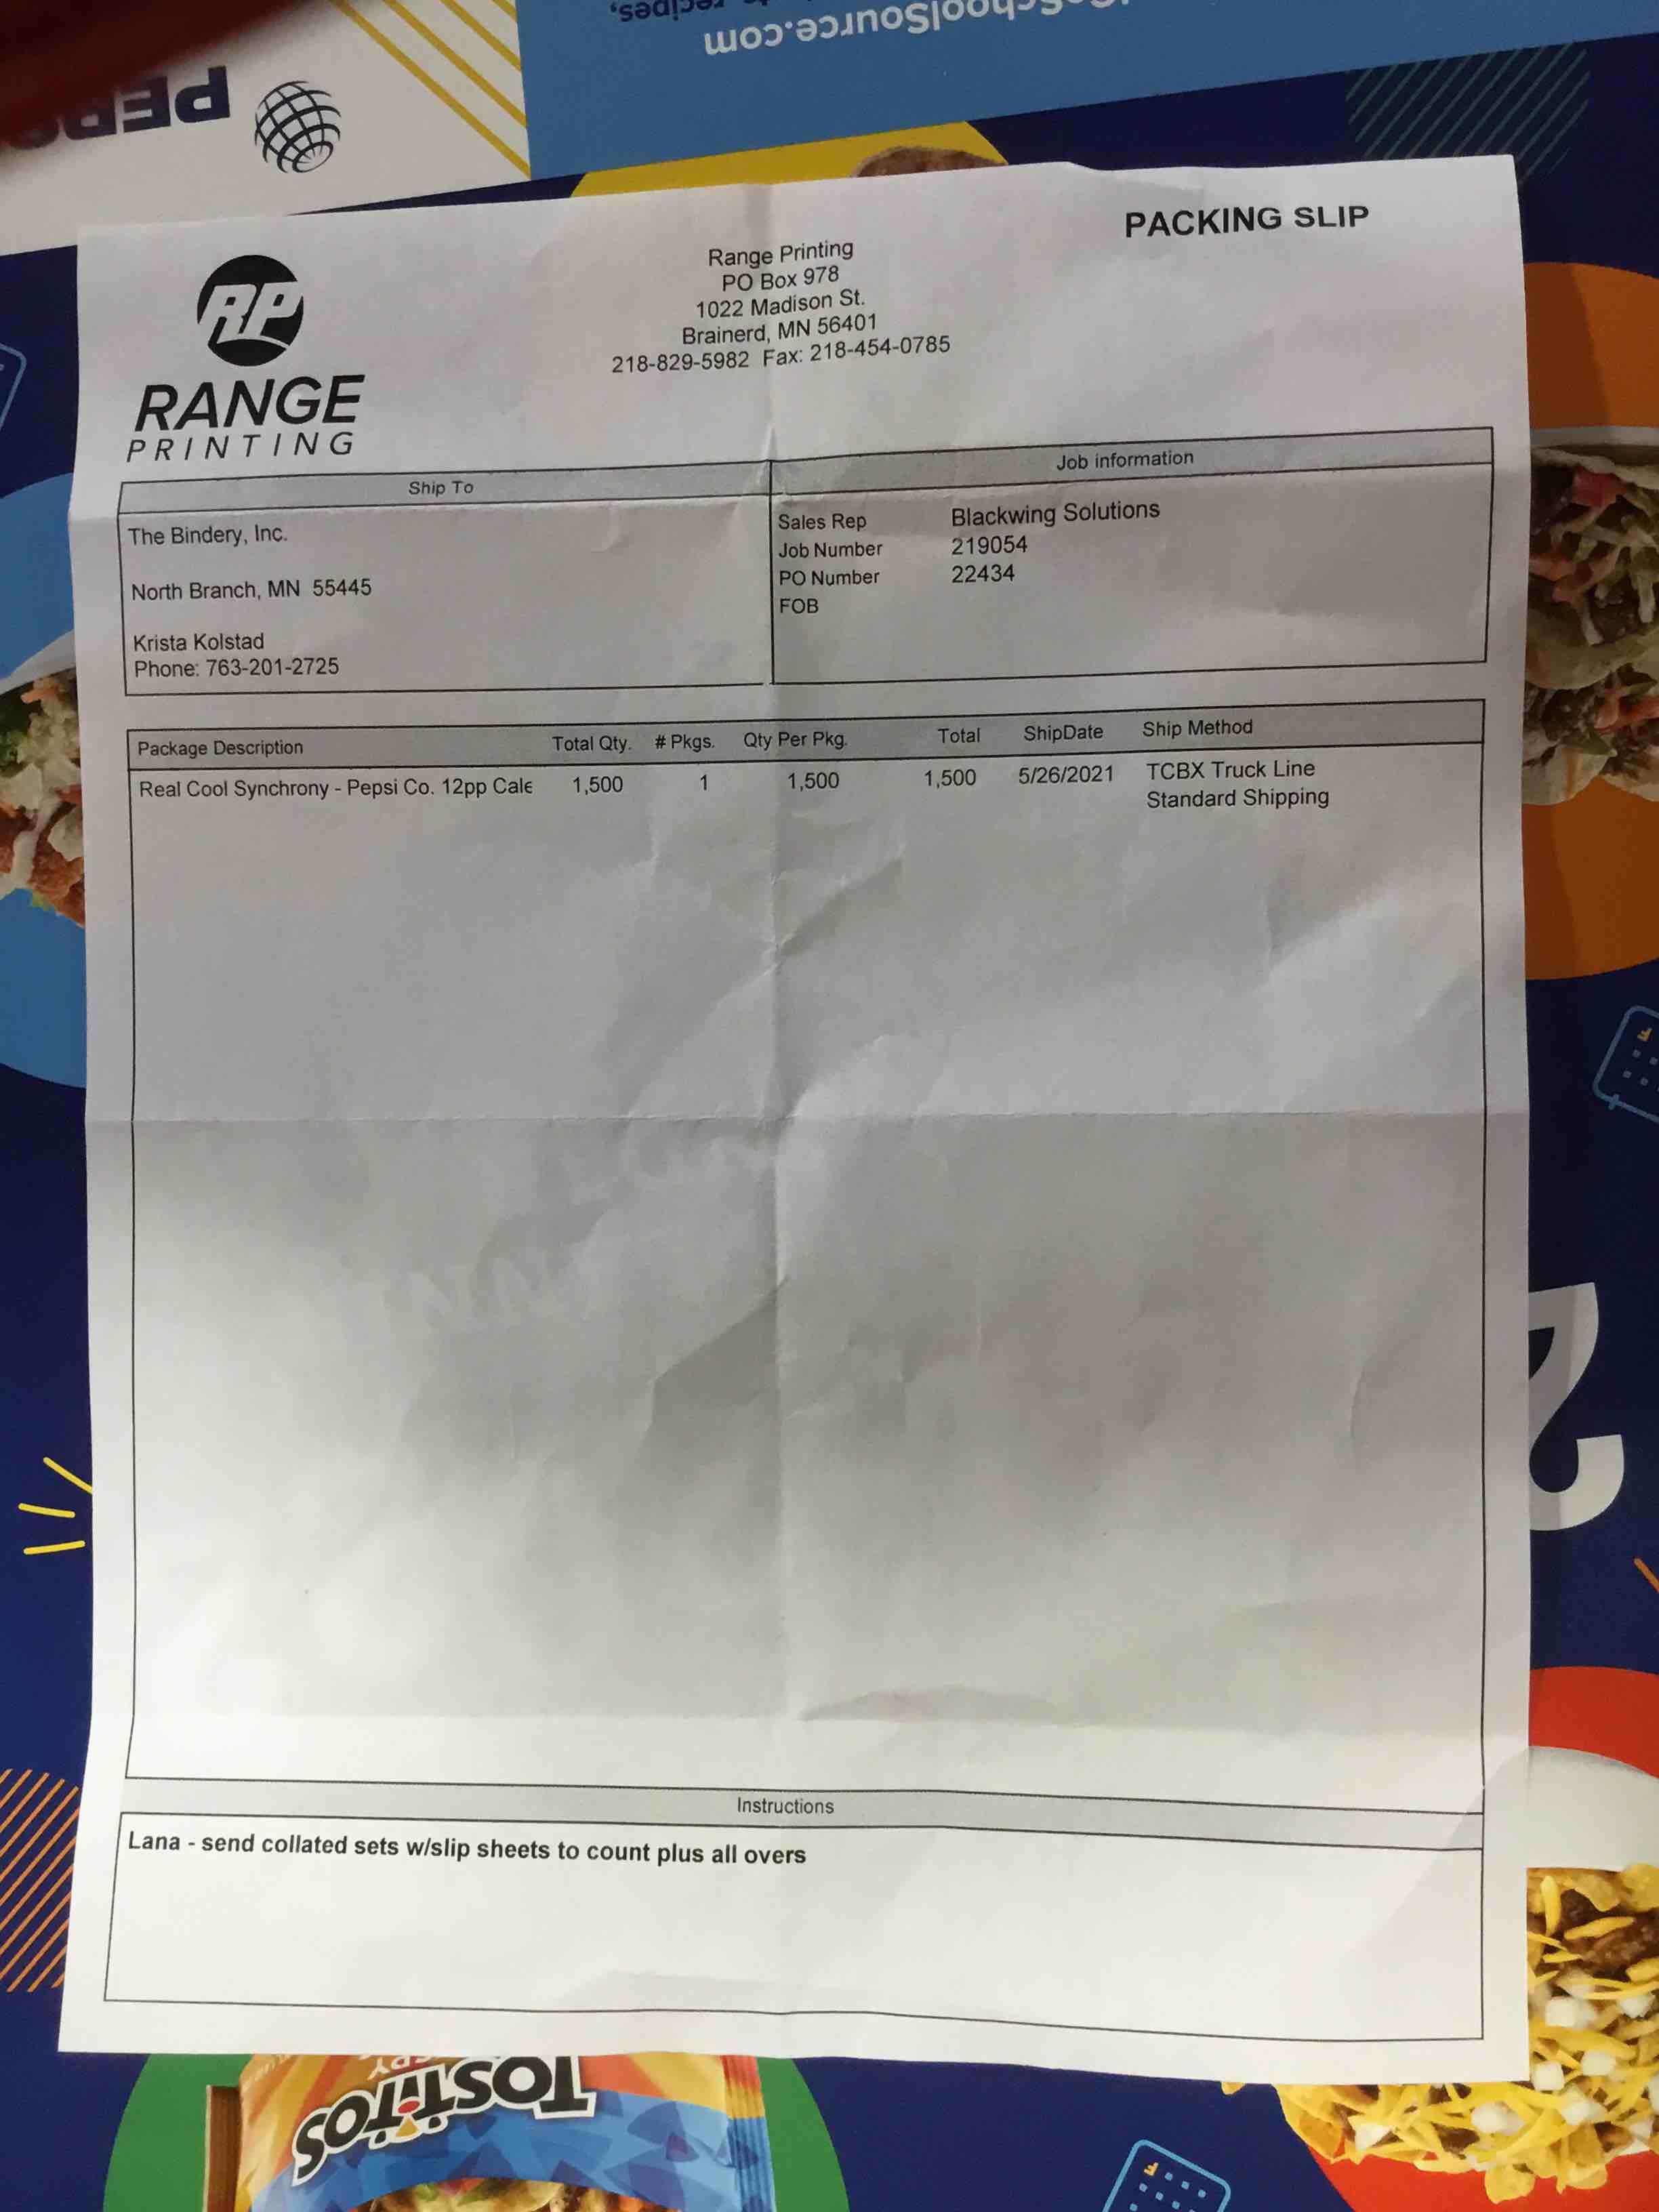 recipes,
SchoolSource.com
PACKING SLIP
RP
RANGE
PRINTING
Range Printing
PO Box 978
1022 Madison St.
Brainerd, MN 56401
218-829-5982 Fax: 218-454-0785
Ship To
The Bindery, Inc.
North Branch, MN 55445
Krista Kolstad
Phone: 763-201-2725
Job information
Sales Rep Blackwing Solutions
Job Number 219054
PO Number 22434
FOB
Package Description Total Qty. # Pkgs. Qty Per Pkg. Total ShipDate Ship Method
Real Cool Synchrony - Pepsi Co. 12pp Cale 1,500 1 1,500 1,500 5/26/2021 TCBX Truck Line
Standard Shipping
Instructions
Lana - send collated sets w/slip sheets to count plus all overs
TOSTITOS